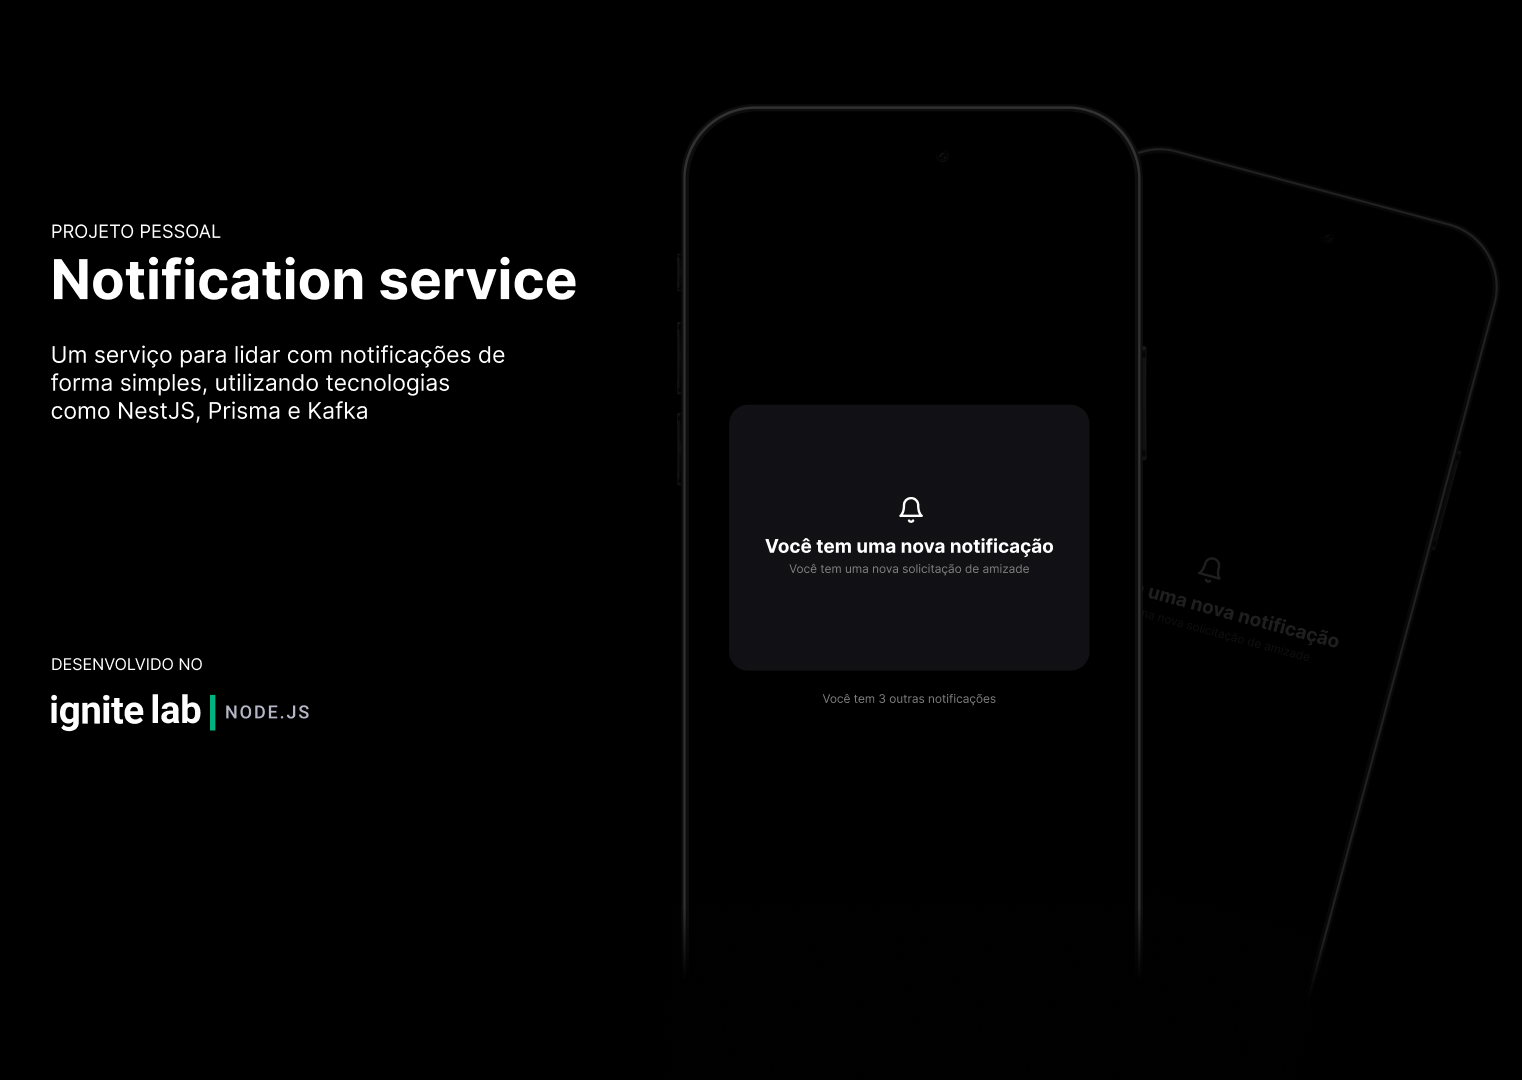 PROJETO PESSOAL
Notification service
Um serviço para lidar com notificações de
forma simples, utilizando tecnologias
como NestJS, Prisma e Kafka
DESENVOLVIDO NO
ignite lab | NODE.JS
Você tem uma nova notificação
Você tem uma nova solicitação de amizade
Você tem 3 outras notificações
uma nova notificação
nova solicitação de amizade